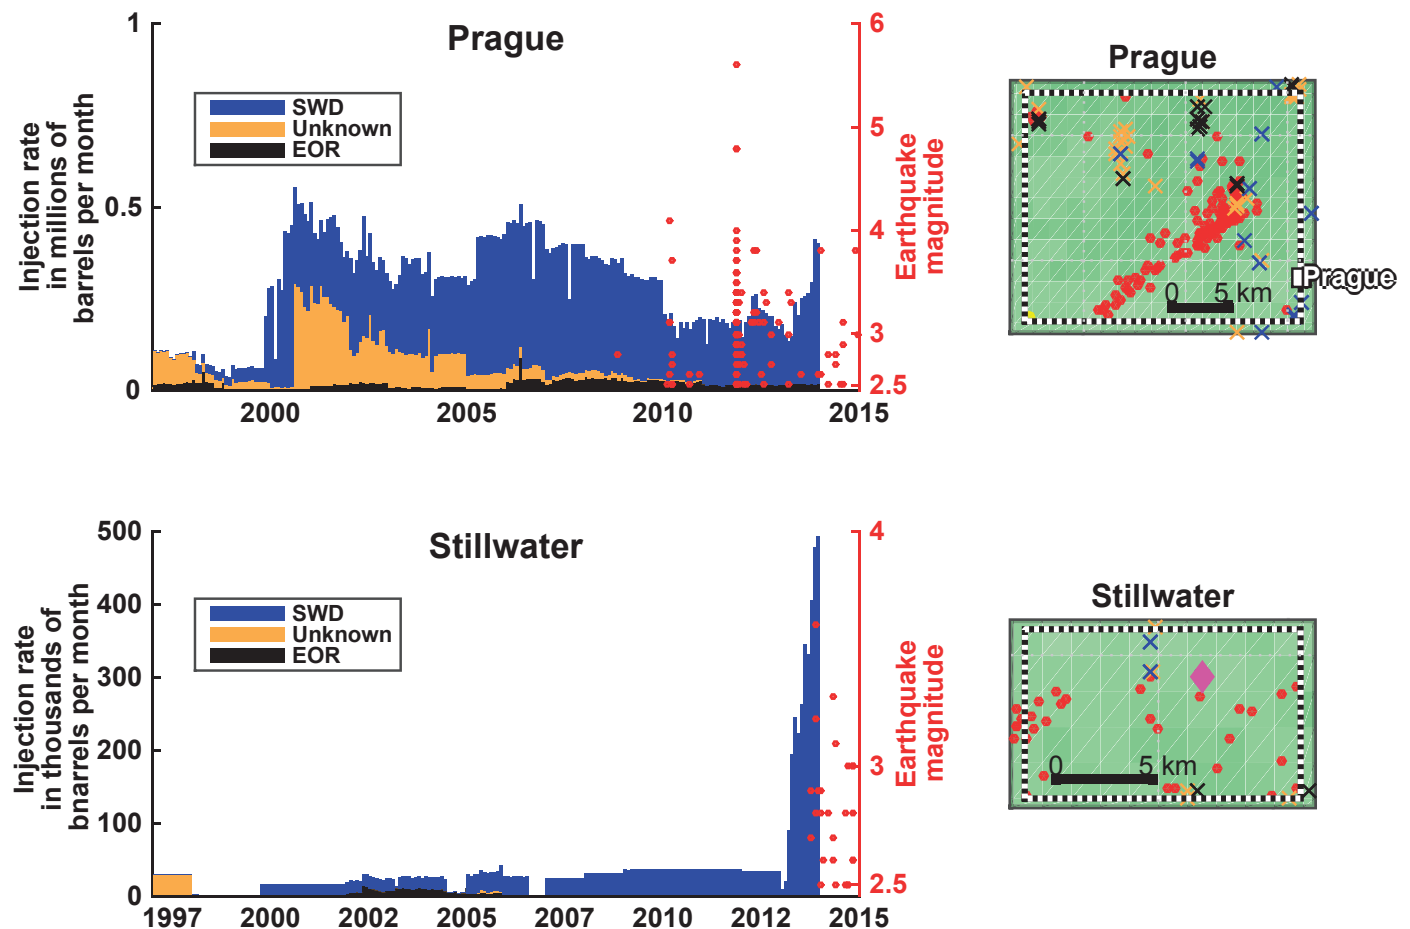 Prague
Injection rate
in millions of
barrels per month
1
0.5
0
SWD
Unknown
EOR
6
5
4
3
2.5
Earthquake
magnitude
2000
2005
2010
2015
Prague
0
5 km
Prague
Stillwater
Injection rate
in thousands of
bnarrels per month
500
400
300
200
100
0
SWD
Unknown
EOR
4
3
2.5
Earthquake
magnitude
1997
2000
2002
2005
2007
2010
2012
2015
Stillwater
0
5 km